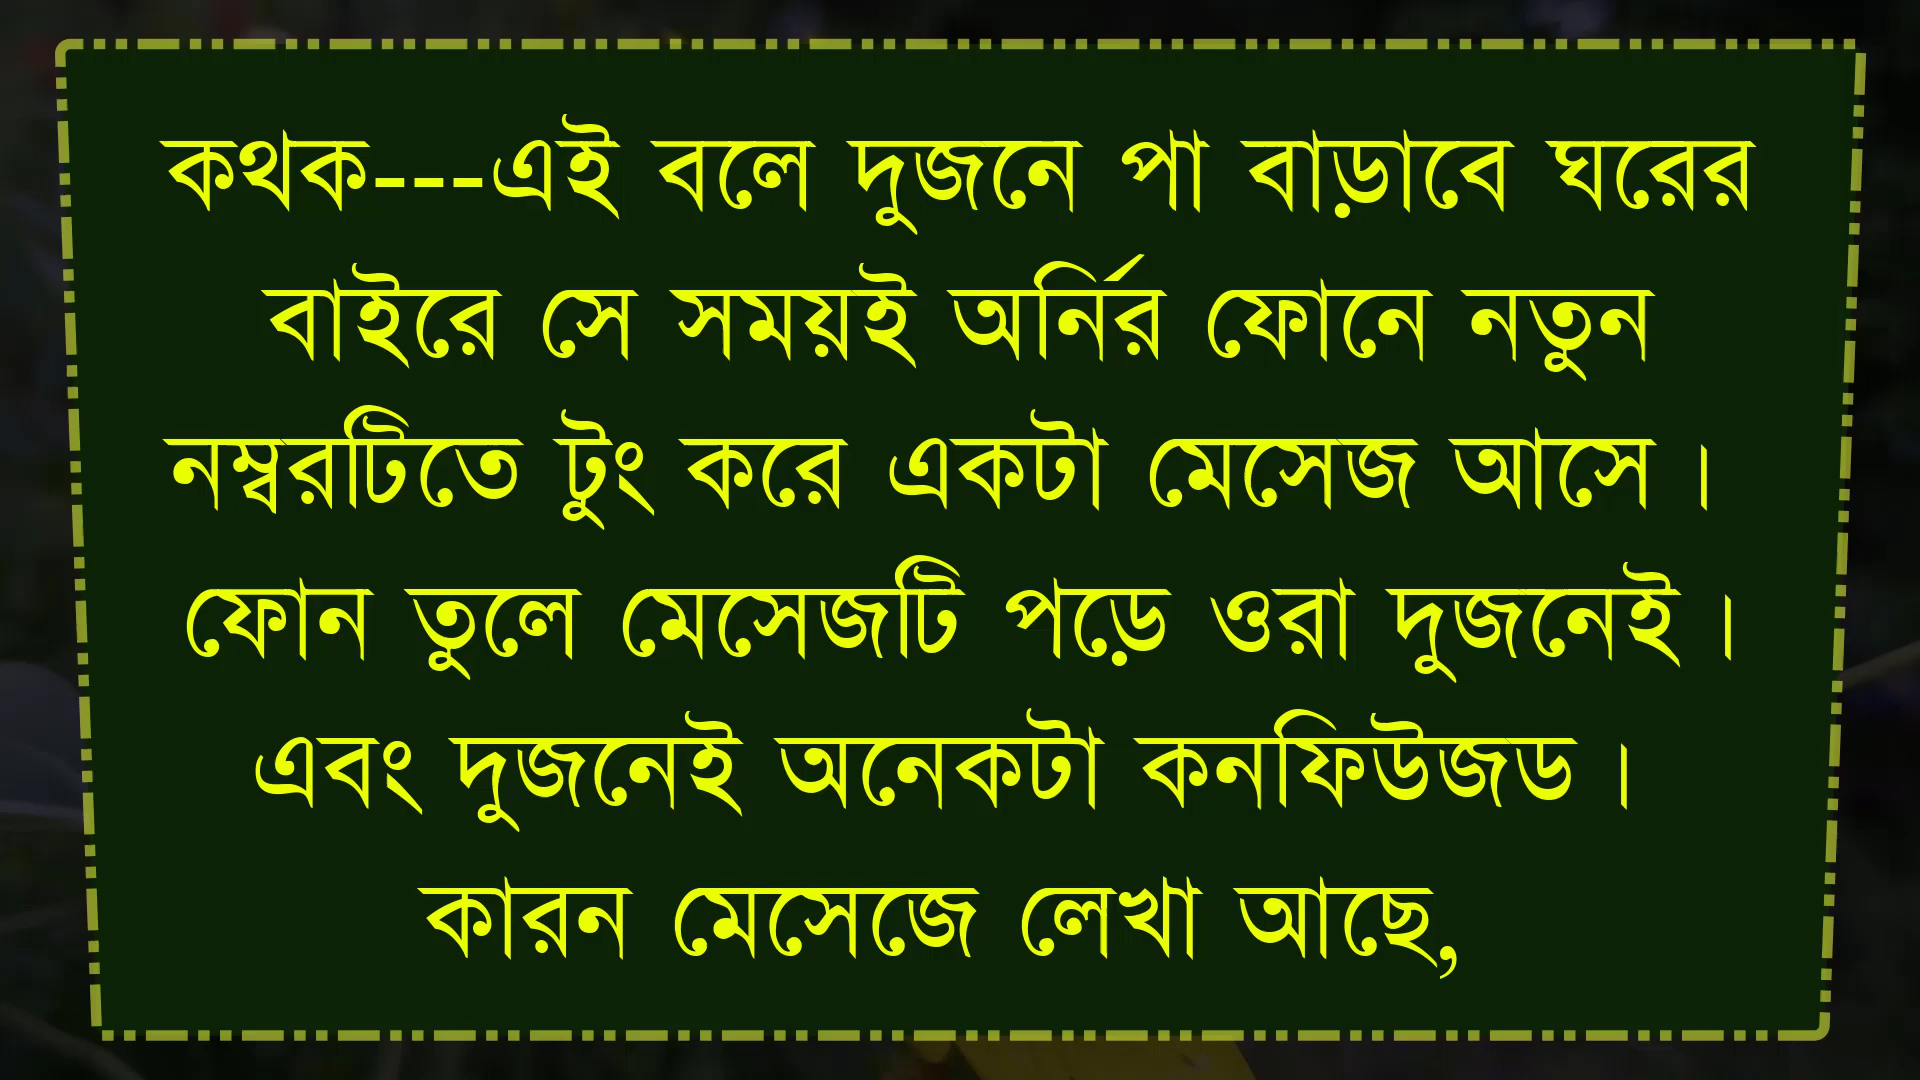 কথক---এই বলে দুজনে পা বাড়াবে ঘরের
বাইরে সে সময়ই অর্নির ফোনে নতুন
নম্বরটিতে টুং করে একটা মেসেজ আসে।
ফোন তুলে মেসেজটি পড়ে ওরা দুজনেই।
এবং দুজনেই অনেকটা কনফিউজড।
কারন মেসেজে লেখা আছে,